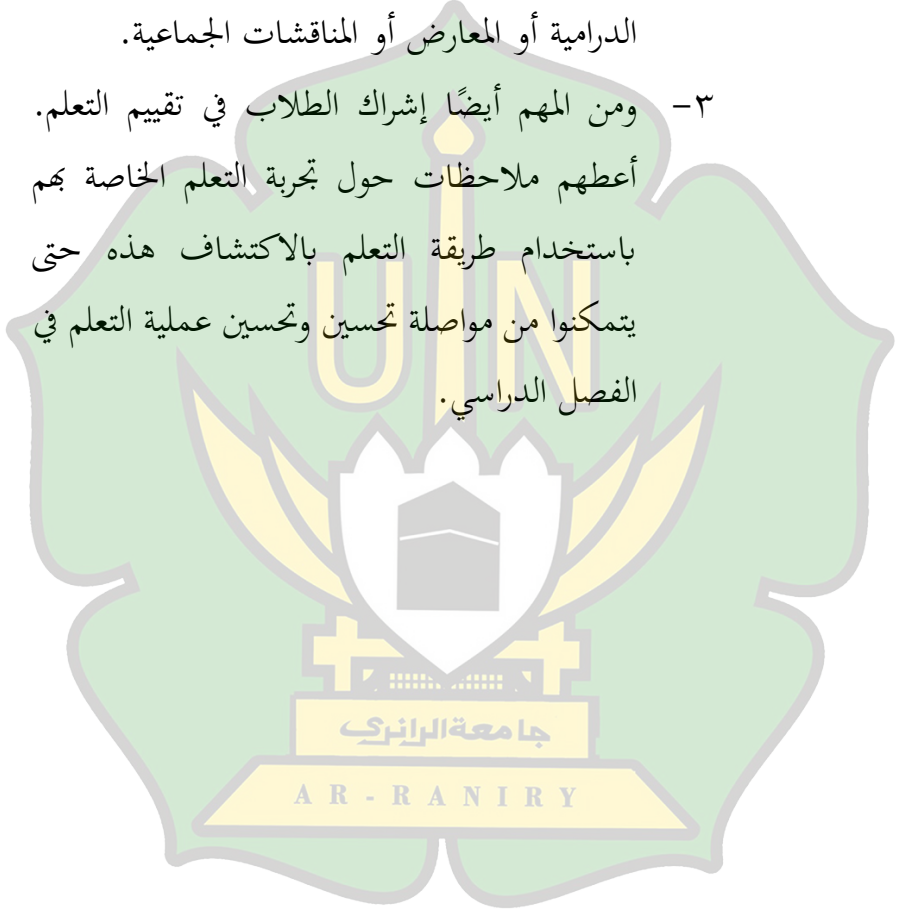 الدرامية أو المعارض أو المناقشات الجماعية.
٣- ومن المهم أيضًا إشراك الطلاب في تقييم التعلم.
أعطهم ملاحظات حول تجربة التعلم الخاصة بهم
باستخدام طريقة التعلم بالاكتشاف هذه حتى
يتمكنوا من مواصلة تحسين وتحسين عملية التعلم في
الفصل الدراسي.
UIN
جامعة الرانري
AR-RANIRY